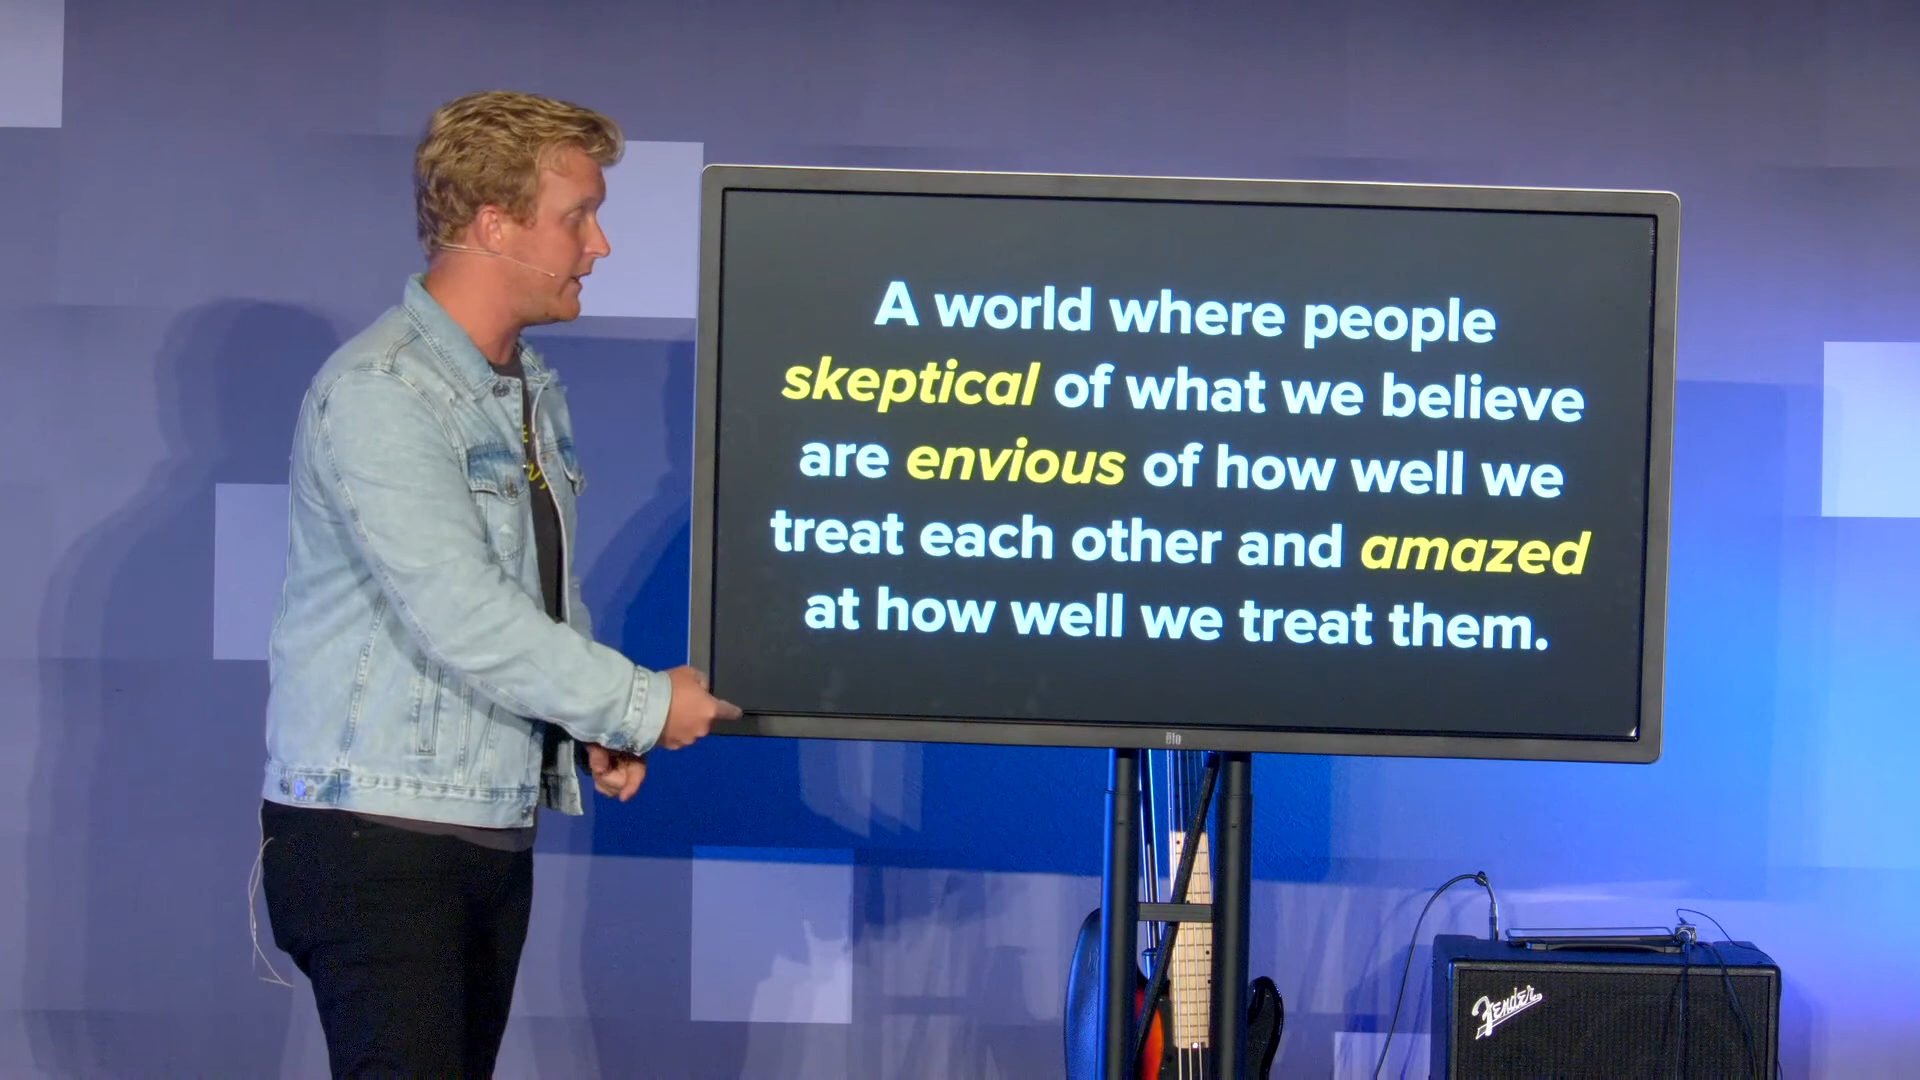 A world where people
skeptical of what we believe
are envious of how well we
treat each other and amazed
at how well we treat them.
elo
Fender